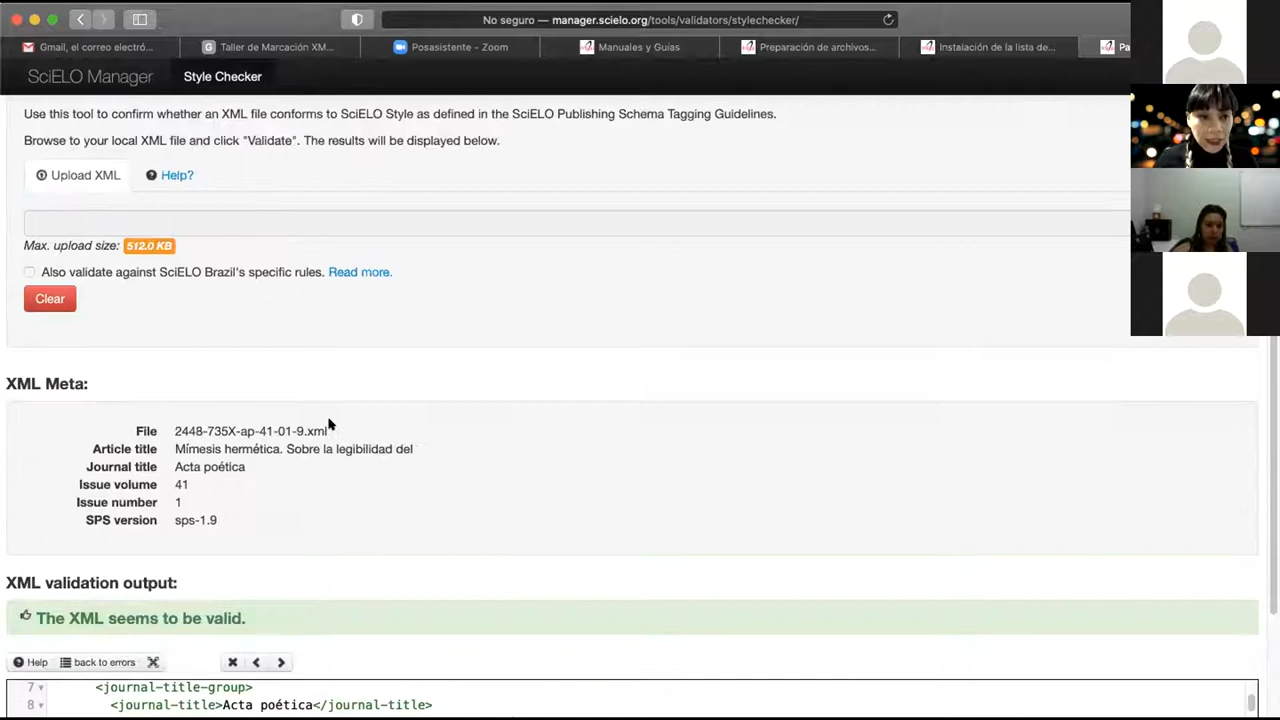 No seguro — manager.scielo.org/tools/validators/stylechecker/
Gmail, el correo electró...
Taller de Marcación XM...
Posasistente - Zoom
Manuales y Guías
Preparación de archivos...
Instalación de la lista de...
Pa
SciELO Manager
Style Checker
Use this tool to confirm whether an XML file conforms to SciELO Style as defined in the SciELO Publishing Schema Tagging Guidelines.
Browse to your local XML file and click "Validate". The results will be displayed below.
Upload XML
Help?
Max. upload size: 512.0 KB
Also validate against SciELO Brazil's specific rules. Read more.
Clear
XML Meta:
File 2448-735X-ap-41-01-9.xml
Article title Mímesis hermética. Sobre la legibilidad del
Journal title Acta poética
Issue volume 41
Issue number 1
SPS version sps-1.9
XML validation output:
The XML seems to be valid.
Help back to errors
7 <journal-title-group>
8 <journal-title>Acta poética</journal-title>